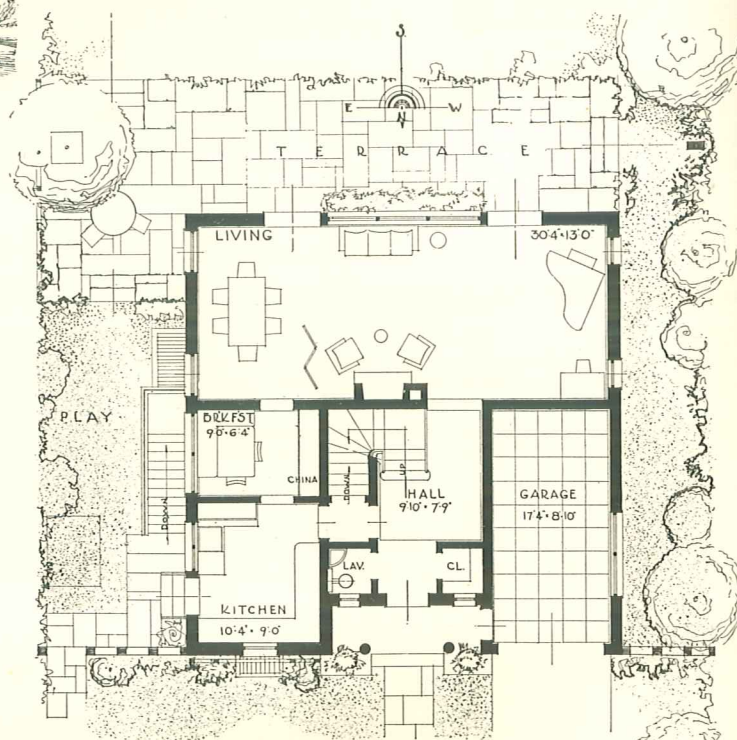 S.
E W
N
TERRACE
LIVING 30'4"·13'0"
PLAY
BRKFST
9'0"·6'4"
CHINA
DOWN
DOWN
UP
HALL
9'10"·7'9"
GARAGE
17'4"·8'10"
LAV.
CL.
KITCHEN
10'4"·9'0"